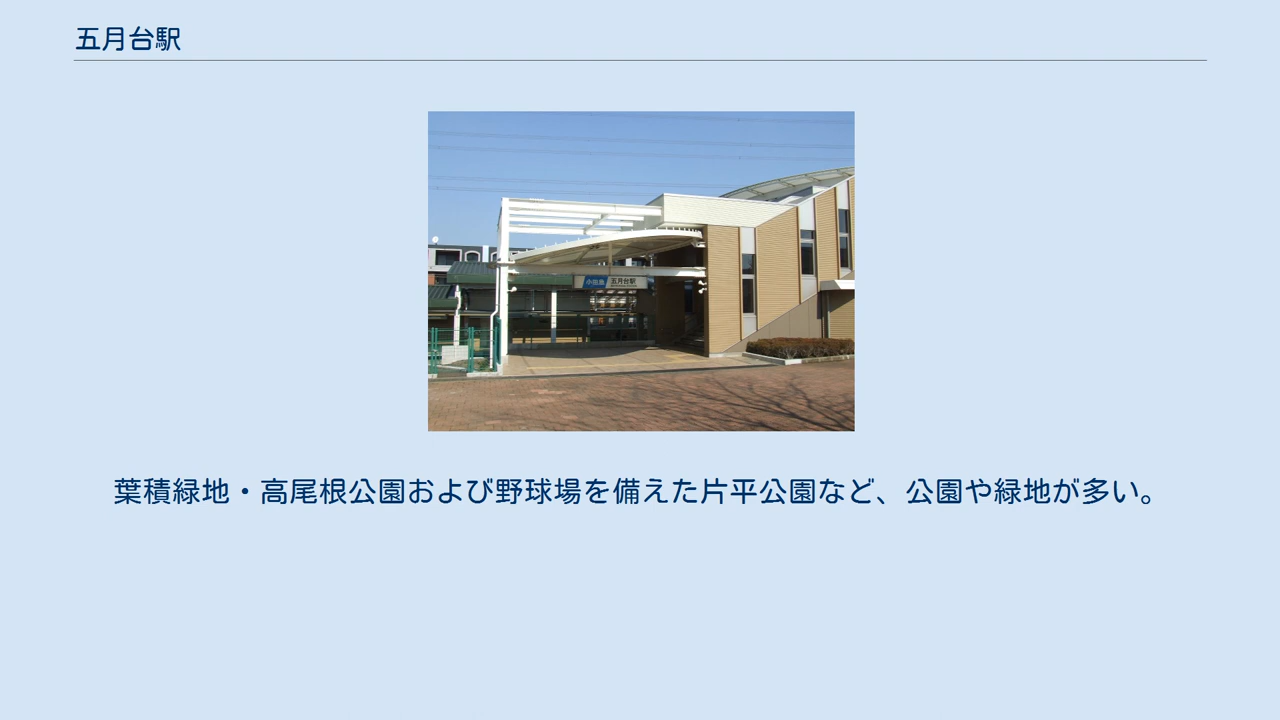 五月台駅
小田急 五月台駅
葉積緑地・高尾根公園および野球場を備えた片平公園など、公園や緑地が多い。